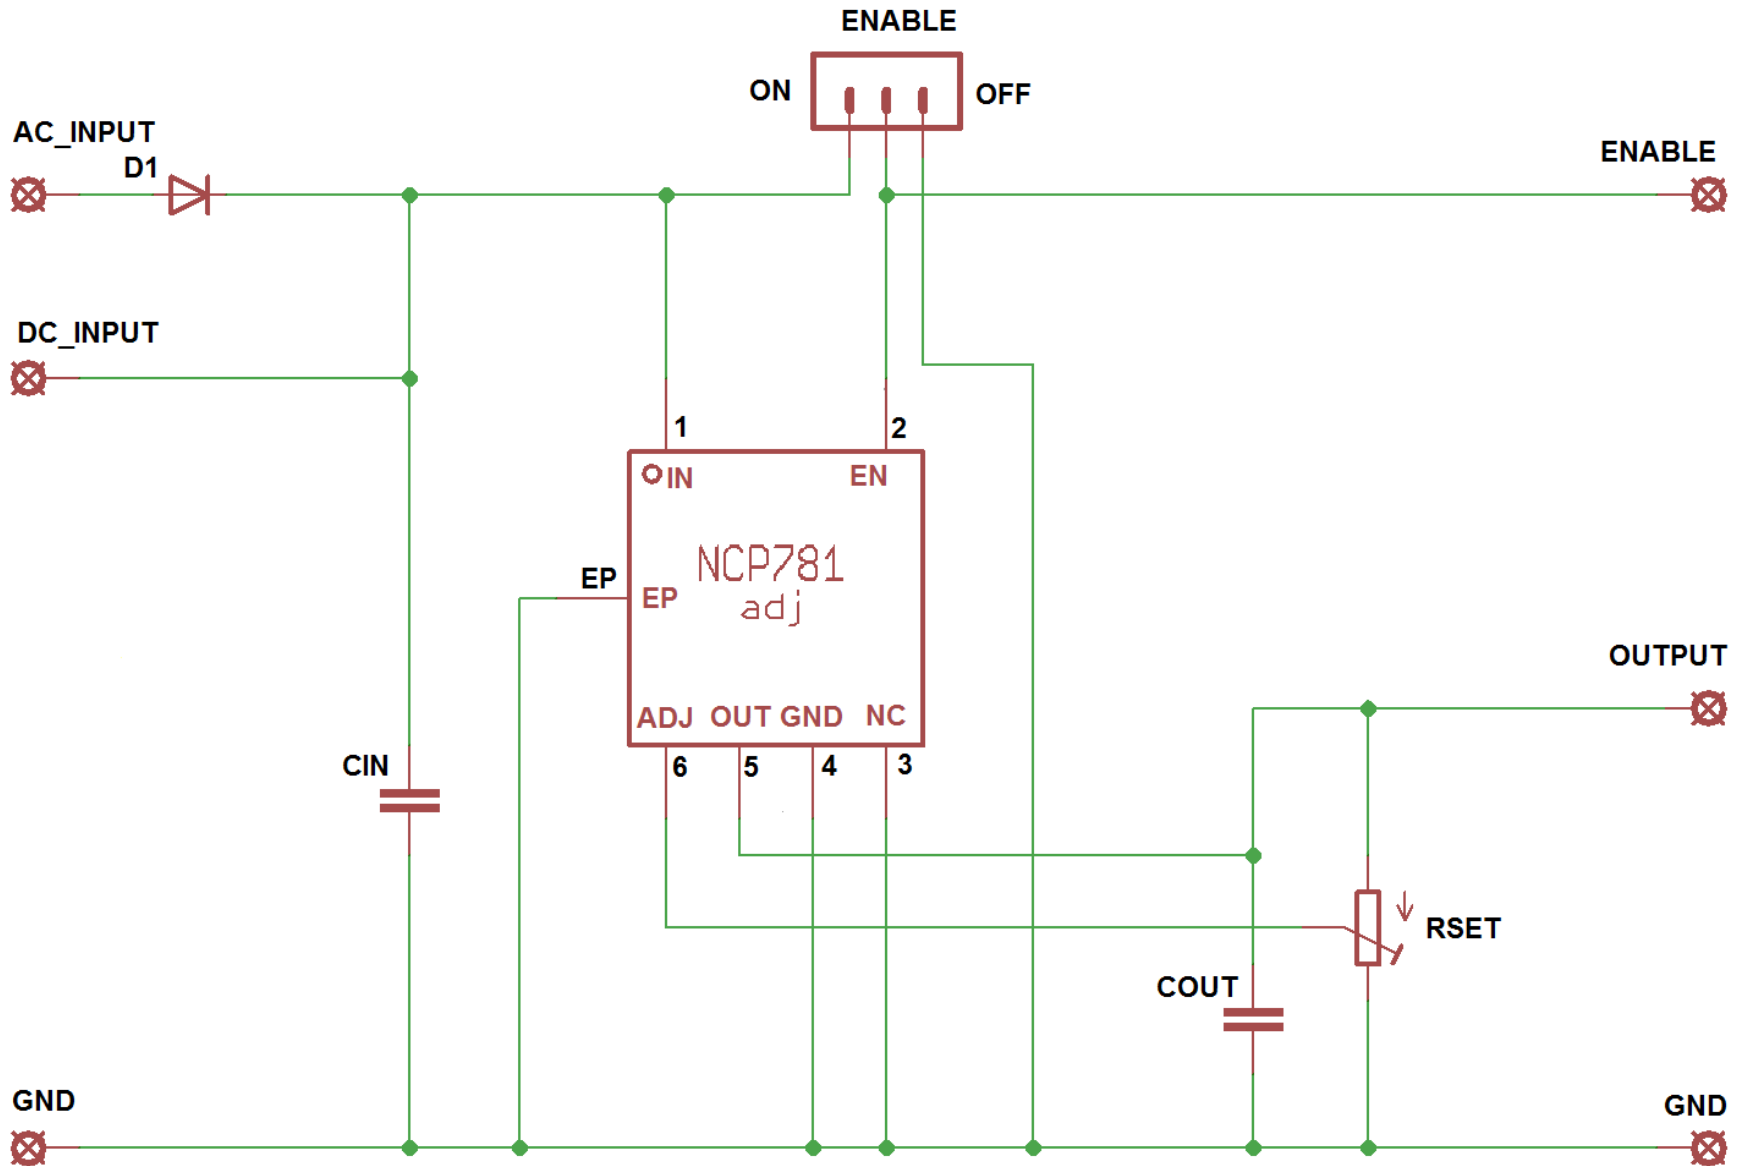 ENABLE
ON
OFF
AC_INPUT
D1
ENABLE
DC_INPUT
1
2
IN
EN
NCP781
adj
EP
EP
OUTPUT
ADJ OUT GND NC
6
5
4
3
CIN
RSET
COUT
GND
GND